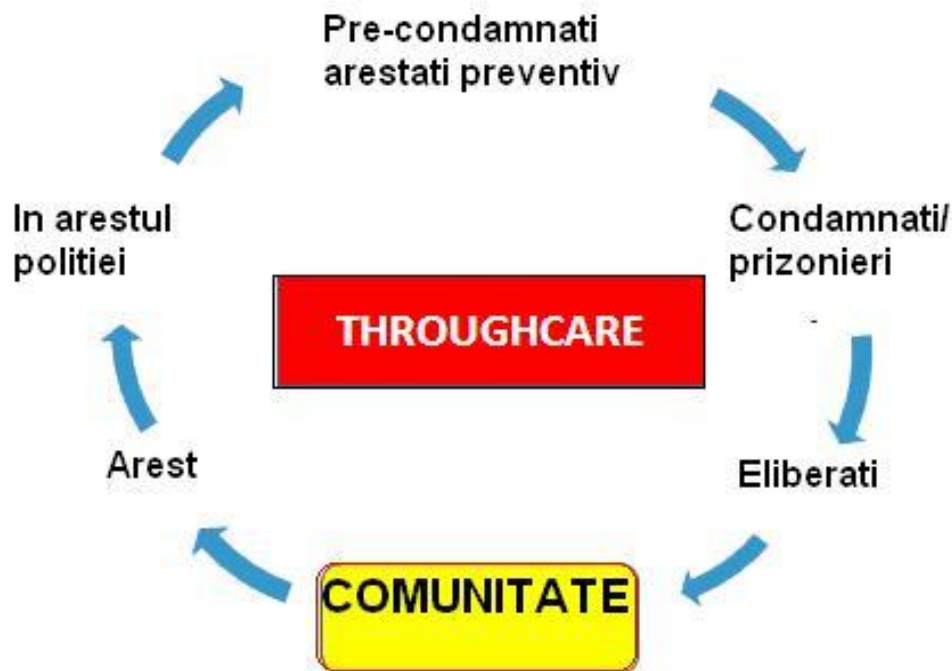 Pre-condamnati
arestati preventiv
In arestul
politiei
Condamnati/
prizonieri
THROUGHCARE
Arest
Eliberati
COMUNITATE